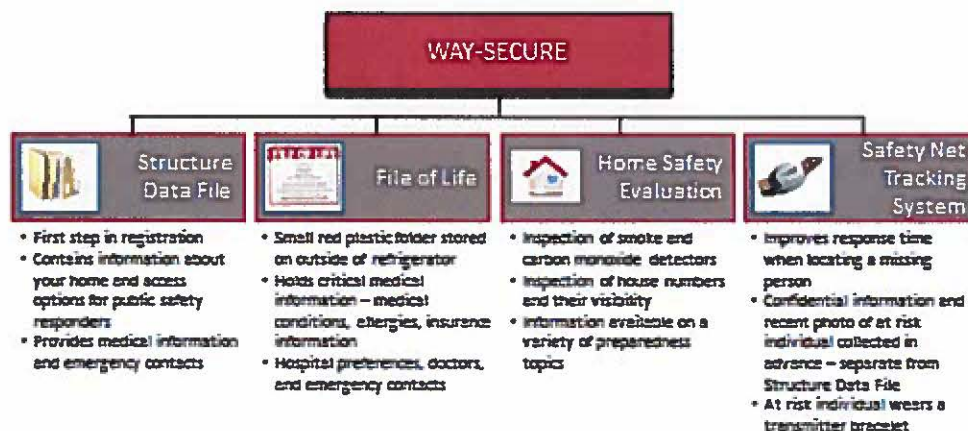 WAY-SECURE
Structure
Data File
• First step in registration
• Contains information about
your home and access
options for public safety
responders
• Provides medical information
and emergency contacts
File of Life
• Small red plastic folder stored
on outside of refrigerator
• Holds critical medical
information – medical
conditions, allergies, insurance
information
• Hospital preferences, doctors,
and emergency contacts
Home Safety
Evaluation
• Inspection of smoke and
carbon monoxide detectors
• Inspection of house numbers
and their visibility
• Information available on a
variety of preparedness
topics
Safety Net
Tracking
System
• Improves response time
when locating a missing
person
• Confidential information and
recent photo of at risk
individual collected in
advance – separate from
Structure Data File
• At risk individual wears a
transmitter bracelet